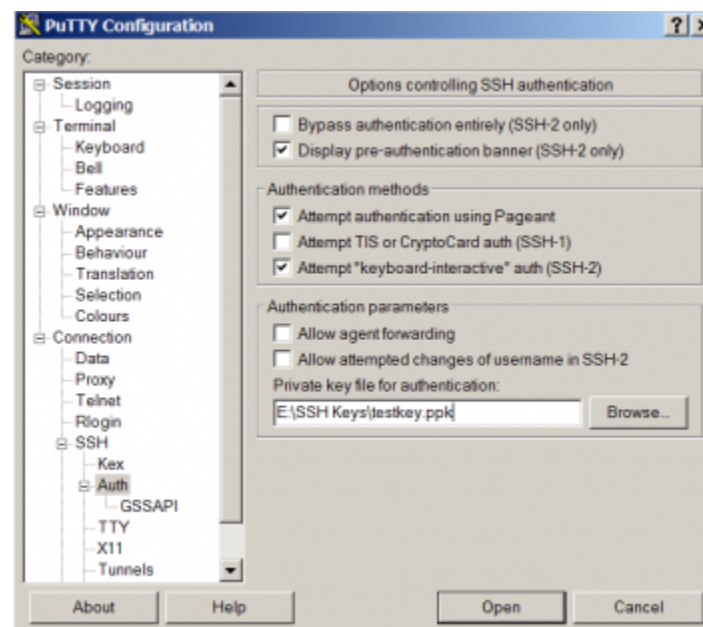 PuTTY Configuration
Category:
Session
Logging
Terminal
Keyboard
Bell
Features
Window
Appearance
Behaviour
Translation
Selection
Colours
Connection
Data
Proxy
Telnet
Rlogin
SSH
Kex
Auth
GSSAPI
TTY
X11
Tunnels
Options controlling SSH authentication
Bypass authentication entirely (SSH-2 only)
Display pre-authentication banner (SSH-2 only)
Authentication methods
Attempt authentication using Pageant
Attempt TIS or CryptoCard auth (SSH-1)
Attempt "keyboard-interactive" auth (SSH-2)
Authentication parameters
Allow agent forwarding
Allow attempted changes of username in SSH-2
Private key file for authentication:
E:\SSH Keys\testkey.ppk
Browse...
About
Help
Open
Cancel